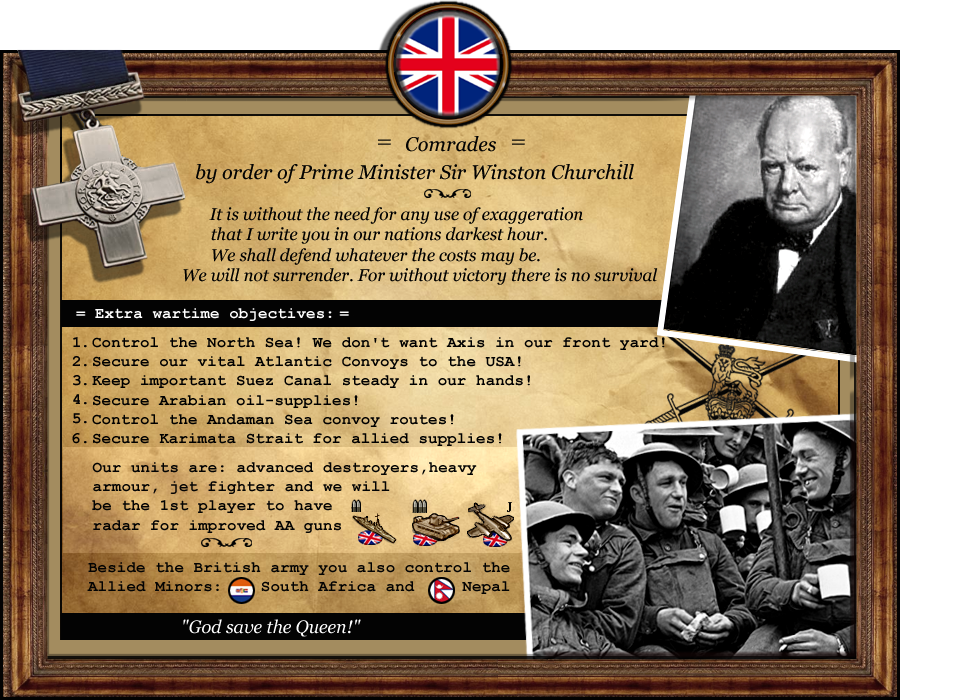 = Comrades =
by order of Prime Minister Sir Winston Churchill
It is without the need for any use of exaggeration
that I write you in our nations darkest hour.
We shall defend whatever the costs may be.
We will not surrender. For without victory there is no survival
= Extra wartime objectives: =
1. Control the North Sea! We don't want Axis in our front yard!
2. Secure our vital Atlantic Convoys to the USA!
3. Keep important Suez Canal steady in our hands!
4. Secure Arabian oil-supplies!
5. Control the Andaman Sea convoy routes!
6. Secure Karimata Strait for allied supplies!
Our units are: advanced destroyers,heavy
armour, jet fighter and we will
be the 1st player to have
radar for improved AA guns
J
Beside the British army you also control the
Allied Minors: South Africa and Nepal
"God save the Queen!"